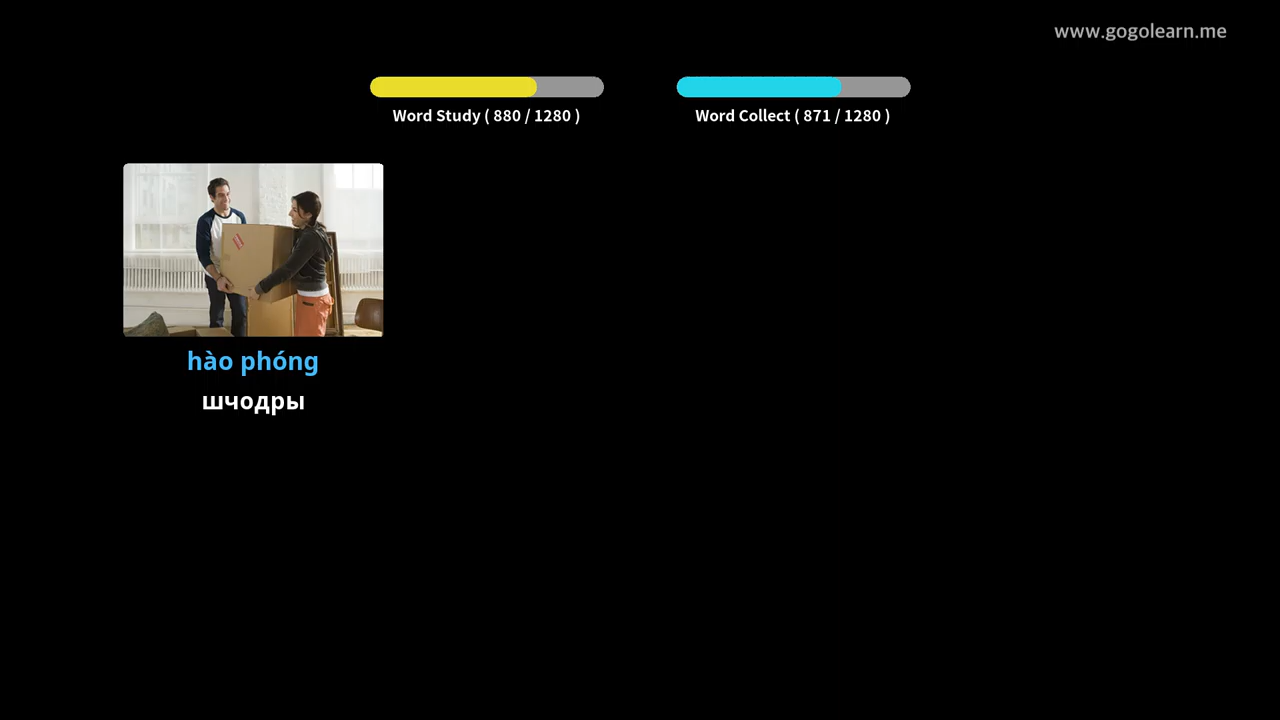 www.gogolearn.me
Word Study ( 880 / 1280 )
Word Collect ( 871 / 1280 )
hào phóng
шчодры